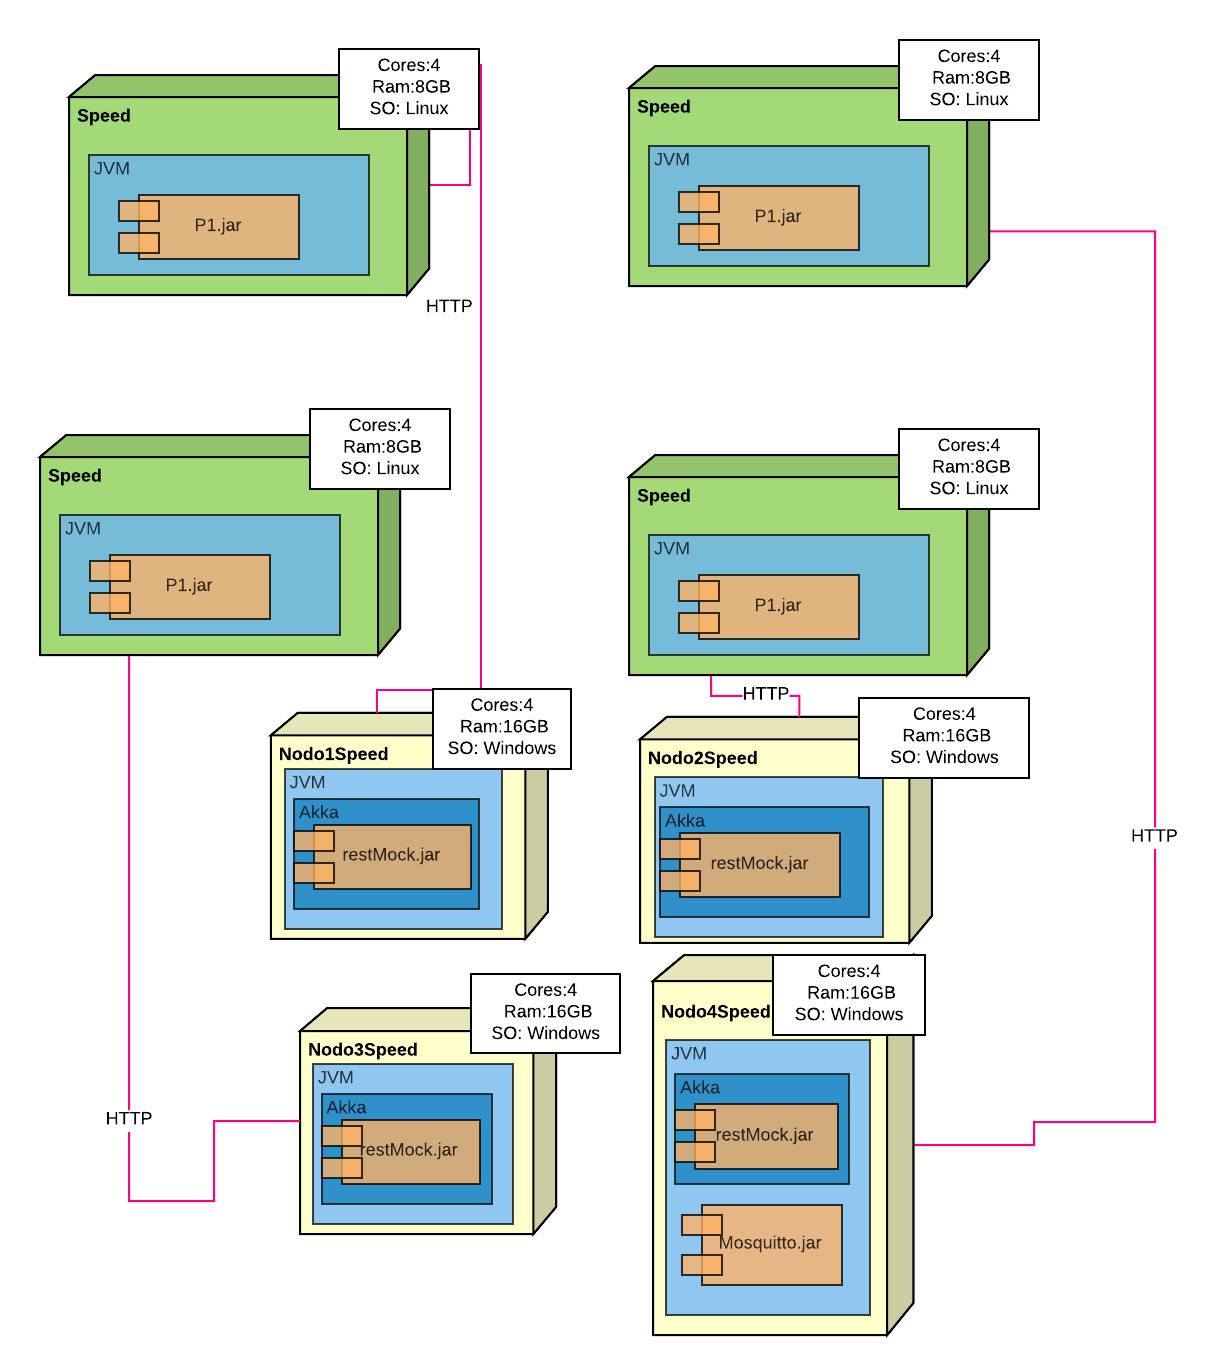 Cores:4
Ram:8GB
SO: Linux
Speed
JVM
P1.jar
Cores:4
Ram:8GB
SO: Linux
Speed
JVM
P1.jar
HTTP
Cores:4
Ram:8GB
SO: Linux
Speed
JVM
P1.jar
Cores:4
Ram:8GB
SO: Linux
Speed
JVM
P1.jar
HTTP
Cores:4
Ram:16GB
SO: Windows
Nodo1Speed
JVM
Akka
restMock.jar
Cores:4
Ram:16GB
SO: Windows
Nodo2Speed
JVM
Akka
restMock.jar
HTTP
Cores:4
Ram:16GB
SO: Windows
Nodo3Speed
JVM
Akka
restMock.jar
HTTP
Cores:4
Ram:16GB
SO: Windows
Nodo4Speed
JVM
Akka
restMock.jar
Mosquitto.jar